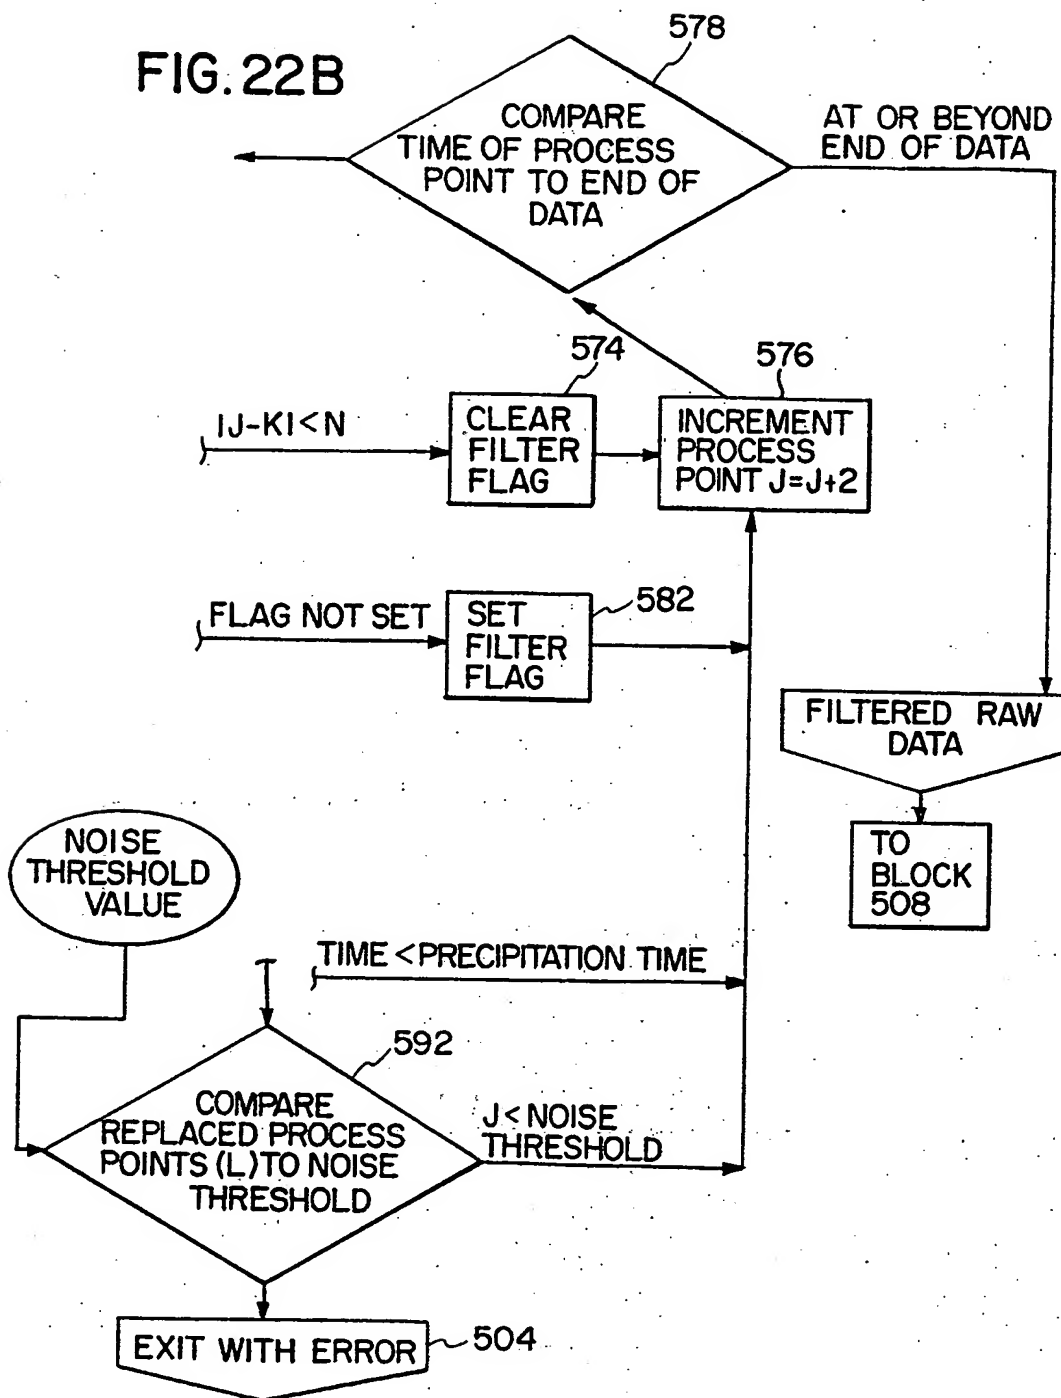 FIG. 22B
578
COMPARE
TIME OF PROCESS
POINT TO END OF
DATA
AT OR BEYOND
END OF DATA
574
576
IJ-KI<N
CLEAR
FILTER
FLAG
INCREMENT
PROCESS
POINT J=J+2
FLAG NOT SET
SET
FILTER
FLAG
582
FILTERED RAW
DATA
TO
BLOCK
508
NOISE
THRESHOLD
VALUE
TIME<PRECIPITATION TIME
592
COMPARE
REPLACED PROCESS
POINTS (L) TO NOISE
THRESHOLD
J<NOISE
THRESHOLD
EXIT WITH ERROR
504